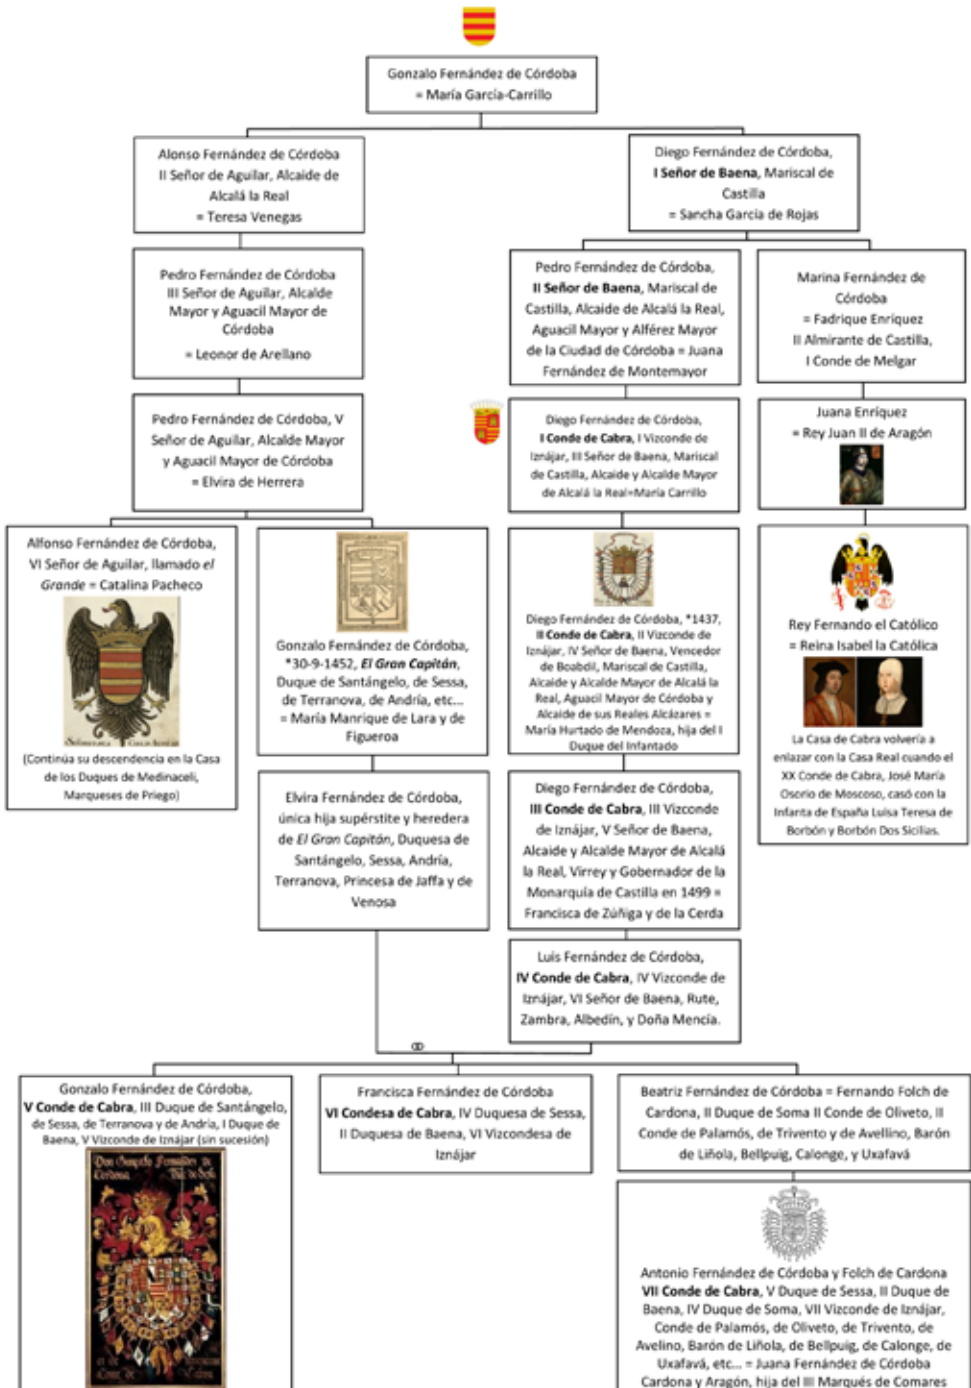 Gonzalo Fernández de Córdoba
= María García-Carrillo
Alonso Fernández de Córdoba
II Señor de Aguilar, Alcaide de
Alcalá la Real
= Teresa Venegas
Diego Fernández de Córdoba,
I Señor de Baena, Mariscal de
Castilla
= Sancha García de Rojas
Pedro Fernández de Córdoba
III Señor de Aguilar, Alcalde
Mayor y Aguacil Mayor de
Córdoba
= Leonor de Arellano
Pedro Fernández de Córdoba,
II Señor de Baena, Mariscal de
Castilla, Alcaide de Alcalá la Real,
Aguacil Mayor y Alférez Mayor
de la Ciudad de Córdoba = Juana
Fernández de Montemayor
Marina Fernández de
Córdoba
= Fadrique Enríquez
II Almirante de Castilla,
I Conde de Melgar
Pedro Fernández de Córdoba, V
Señor de Aguilar, Alcalde Mayor
y Aguacil Mayor de Córdoba
= Elvira de Herrera
Diego Fernández de Córdoba,
I Conde de Cabra, I Vizconde de
Iznájar, III Señor de Baena, Mariscal
de Castilla, Alcaide y Alcalde Mayor
de Alcalá la Real=María Carrillo
Juana Enríquez
= Rey Juan II de Aragón
Alfonso Fernández de Córdoba,
VI Señor de Aguilar, llamado el
Grande = Catalina Pacheco
(Continúa su descendencia en la Casa
de los Duques de Medinaceli,
Marqueses de Priego)
Gonzalo Fernández de Córdoba,
*30-9-1452, El Gran Capitán,
Duque de Santángelo, de Sessa,
de Terranova, de Andría, etc...
= María Manrique de Lara y de
Figueroa
Diego Fernández de Córdoba, *1437,
II Conde de Cabra, II Vizconde de
Iznájar, IV Señor de Baena, Vencedor
de Boabdil, Mariscal de Castilla,
Alcaide y Alcalde Mayor de Alcalá la
Real, Aguacil Mayor de Córdoba y
Alcaide de sus Reales Alcázares =
María Hurtado de Mendoza, hija del I
Duque del Infantado
Rey Fernando el Católico
= Reina Isabel la Católica
La Casa de Cabra volvería a
enlazar con la Casa Real cuando el
XX Conde de Cabra, José María
Osorio de Moscoso, casó con la
Infanta de España Luisa Teresa de
Borbón y Borbón Dos Sicilias.
Elvira Fernández de Córdoba,
única hija supérstite y heredera
de El Gran Capitán, Duquesa de
Santángelo, Sessa, Andría,
Terranova, Princesa de Jaffa y de
Venosa
Diego Fernández de Córdoba,
III Conde de Cabra, III Vizconde
de Iznájar, V Señor de Baena,
Alcaide y Alcalde Mayor de Alcalá
la Real, Virrey y Gobernador de la
Monarquía de Castilla en 1499 =
Francisca de Zúñiga y de la Cerda
Luis Fernández de Córdoba,
IV Conde de Cabra, IV Vizconde de
Iznájar, VI Señor de Baena, Rute,
Zambra, Albedín, y Doña Mencía.
Gonzalo Fernández de Córdoba,
V Conde de Cabra, III Duque de Santángelo,
de Sessa, de Terranova y de Andría, I Duque de
Baena, V Vizconde de Iznájar (sin sucesión)
Don Gonzalo Fernandez de
Cordoua
Francisca Fernández de Córdoba
VI Condesa de Cabra, IV Duquesa de Sessa,
II Duquesa de Baena, VI Vizcondesa de
Iznájar
Beatriz Fernández de Córdoba = Fernando Folch de
Cardona, II Duque de Soma II Conde de Oliveto, II
Conde de Palamós, de Trivento y de Avellino, Barón
de Liñola, Bellpuig, Calonge, y Uxafavá
Antonio Fernández de Córdoba y Folch de Cardona
VII Conde de Cabra, V Duque de Sessa, II Duque de
Baena, IV Duque de Soma, VII Vizconde de Iznájar,
Conde de Palamós, de Oliveto, de Trivento, de
Avelino, Barón de Liñola, de Bellpuig, de Calonge, de
Uxafavá, etc... = Juana Fernández de Córdoba
Cardona y Aragón, hija del III Marqués de Comares